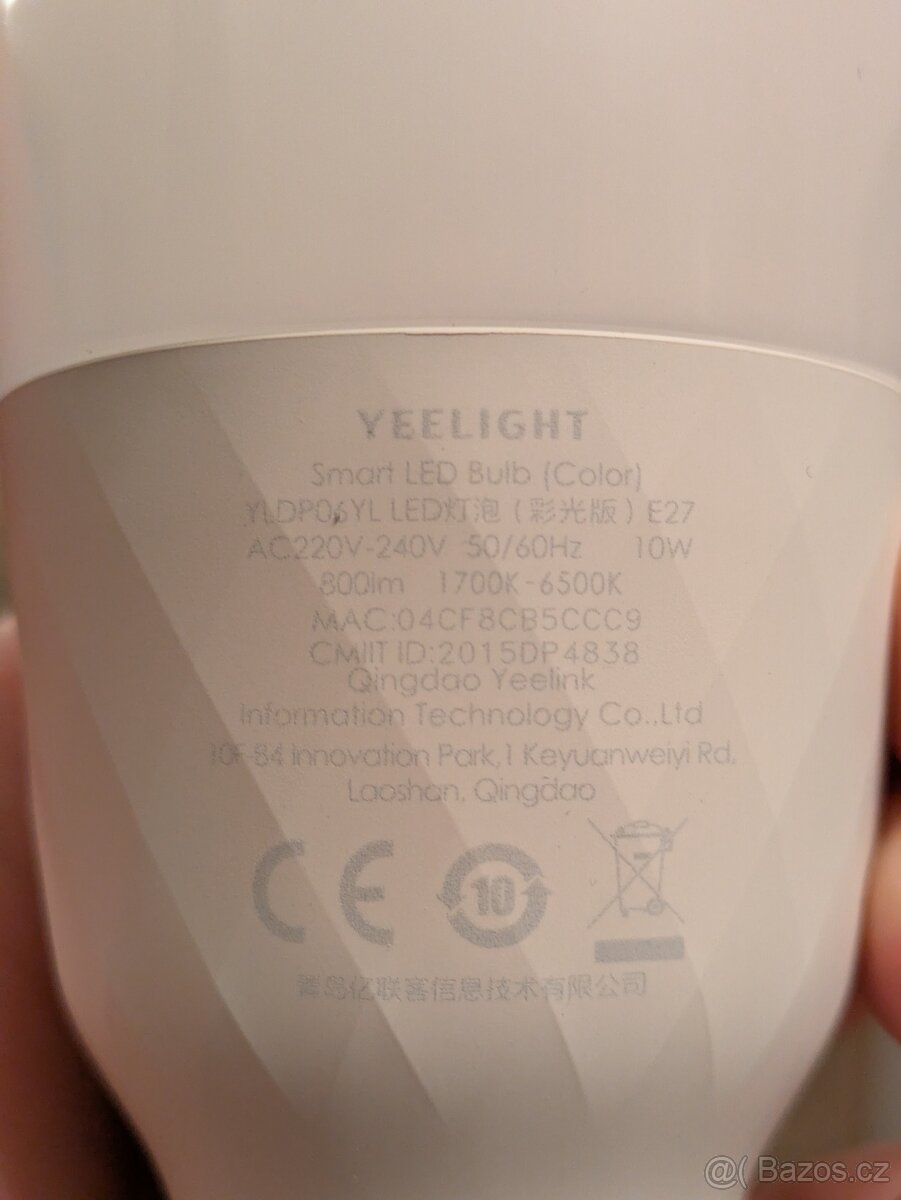 YEELIGHT
Smart LED Bulb (Color)
YLDP06YL LED灯泡（彩光版）E27
AC220V-240V 50/60Hz 10W
800lm 1700K-6500K
MAC:04CF8CB5CCC9
CMIIT ID:2015DP4838
Qingdao Yeelink
Information Technology Co.,Ltd
10F-B4 Innovation Park,1 Keyuanweiyi Rd,
Laoshan, Qingdao
CE
10
青岛亿联客信息技术有限公司
@( Bazos.cz